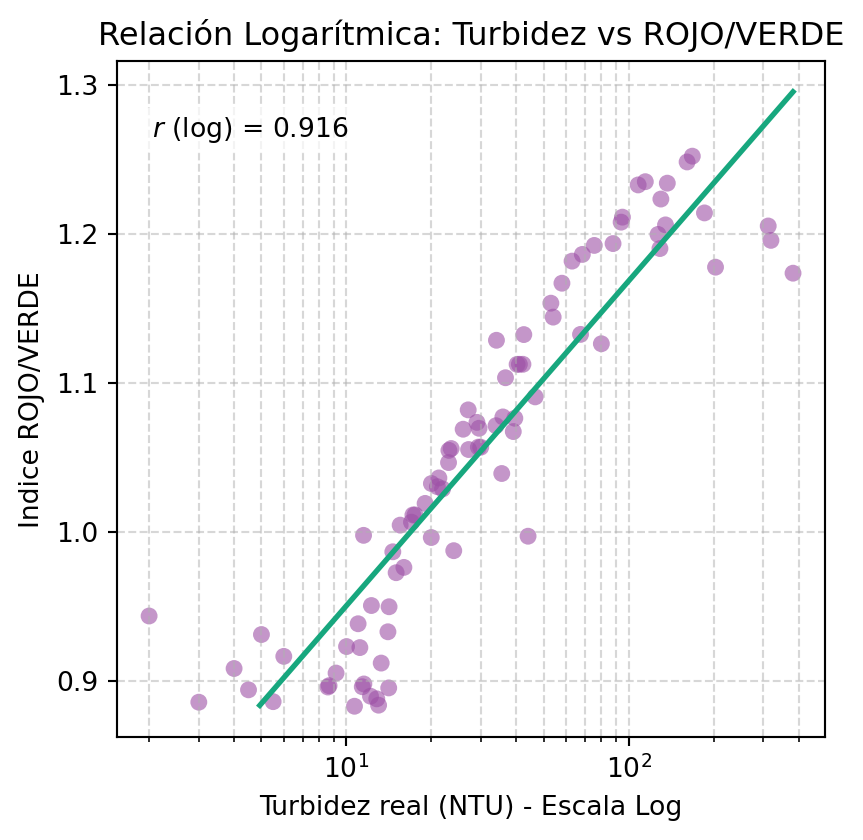 Relación Logarítmica: Turbidez vs ROJO/VERDE
r (log) = 0.916
1.3
1.2
1.1
1.0
0.9
Indice ROJO/VERDE
10¹ 10²
Turbidez real (NTU) - Escala Log